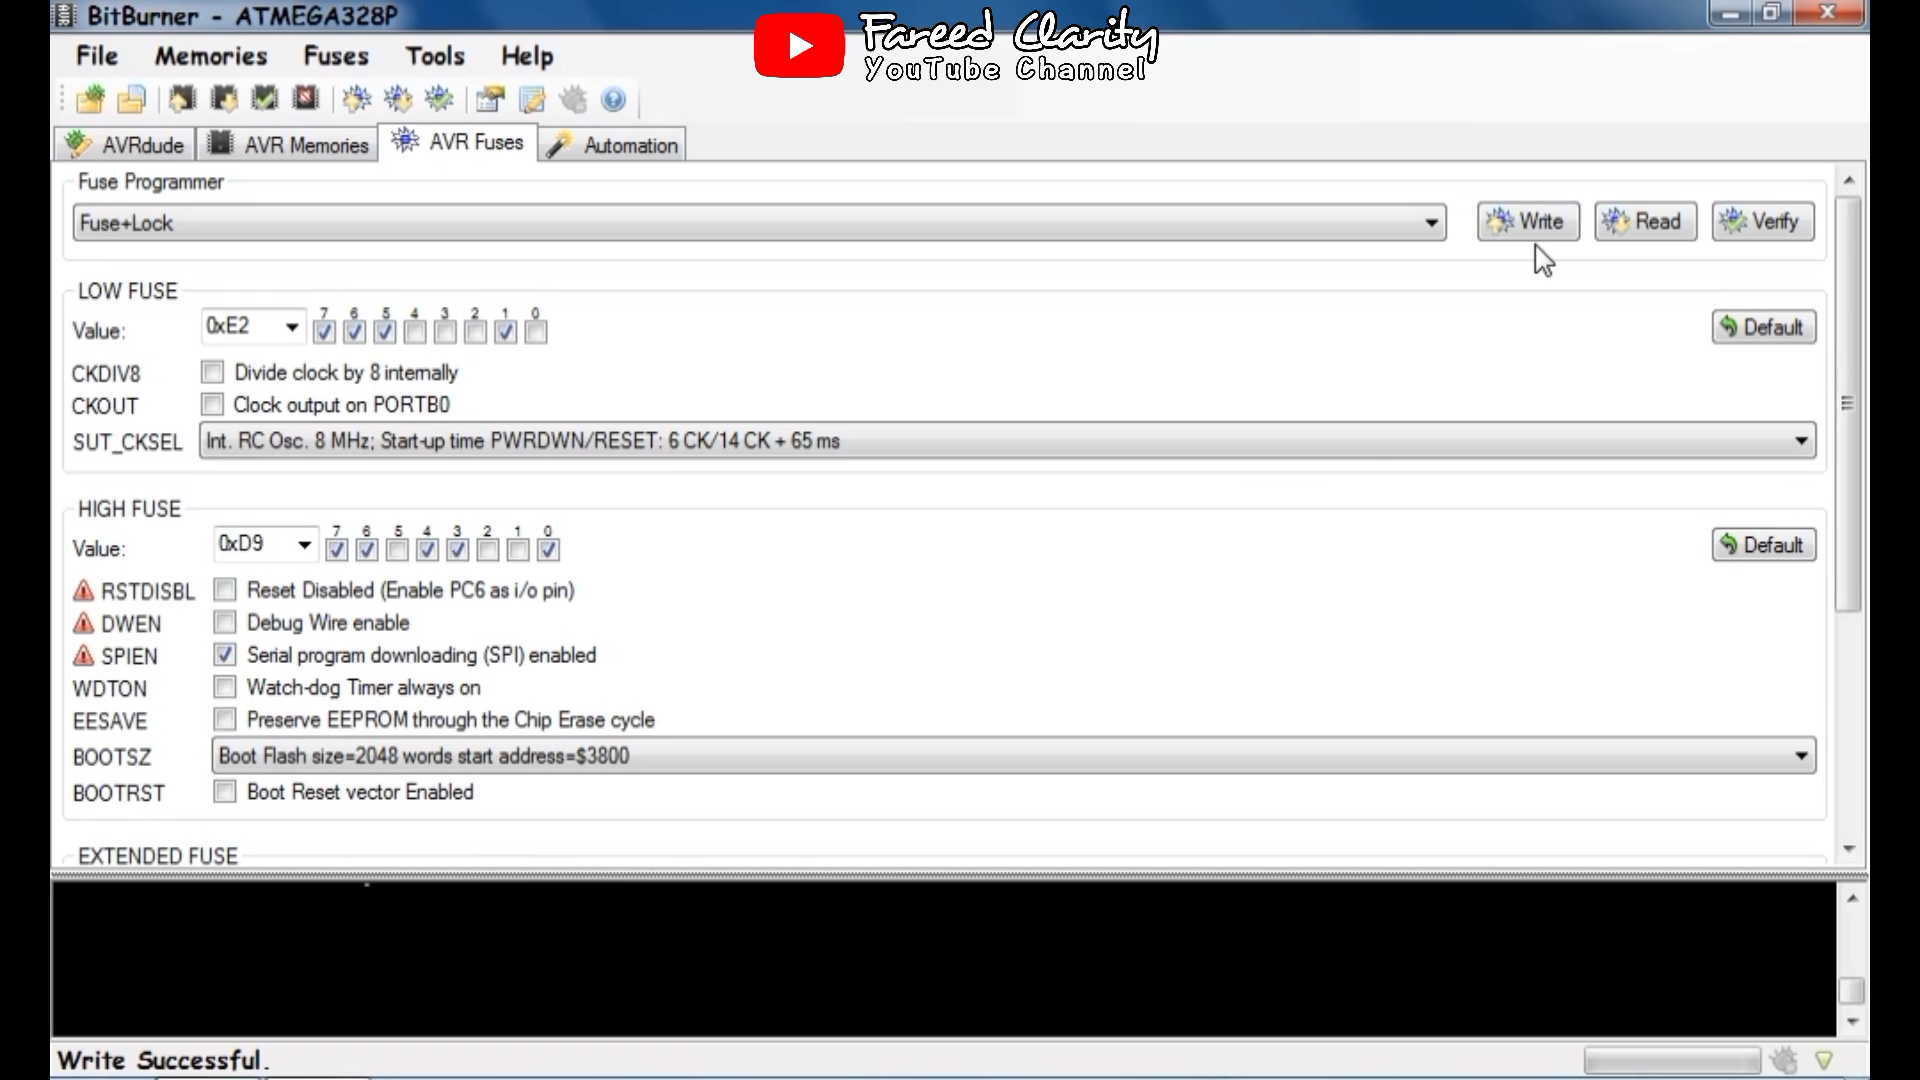 BitBurner - ATMEGA328P
Fareed Clarity
YouTube Channel
File Memories Fuses Tools Help
AVRdude AVR Memories AVR Fuses Automation
Fuse Programmer
Fuse+Lock Write Read Verify
LOW FUSE
7 6 5 4 3 2 1 0
Value: 0xE2 Default
CKDIV8 Divide clock by 8 internally
CKOUT Clock output on PORTB0
SUT_CKSEL Int. RC Osc. 8 MHz; Start-up time PWRDWN/RESET: 6 CK/14 CK + 65 ms
HIGH FUSE
7 6 5 4 3 2 1 0
Value: 0xD9 Default
RSTDISBL Reset Disabled (Enable PC6 as i/o pin)
DWEN Debug Wire enable
SPIEN Serial program downloading (SPI) enabled
WDTON Watch-dog Timer always on
EESAVE Preserve EEPROM through the Chip Erase cycle
BOOTSZ Boot Flash size=2048 words start address=$3800
BOOTRST Boot Reset vector Enabled
EXTENDED FUSE
Write Successful.